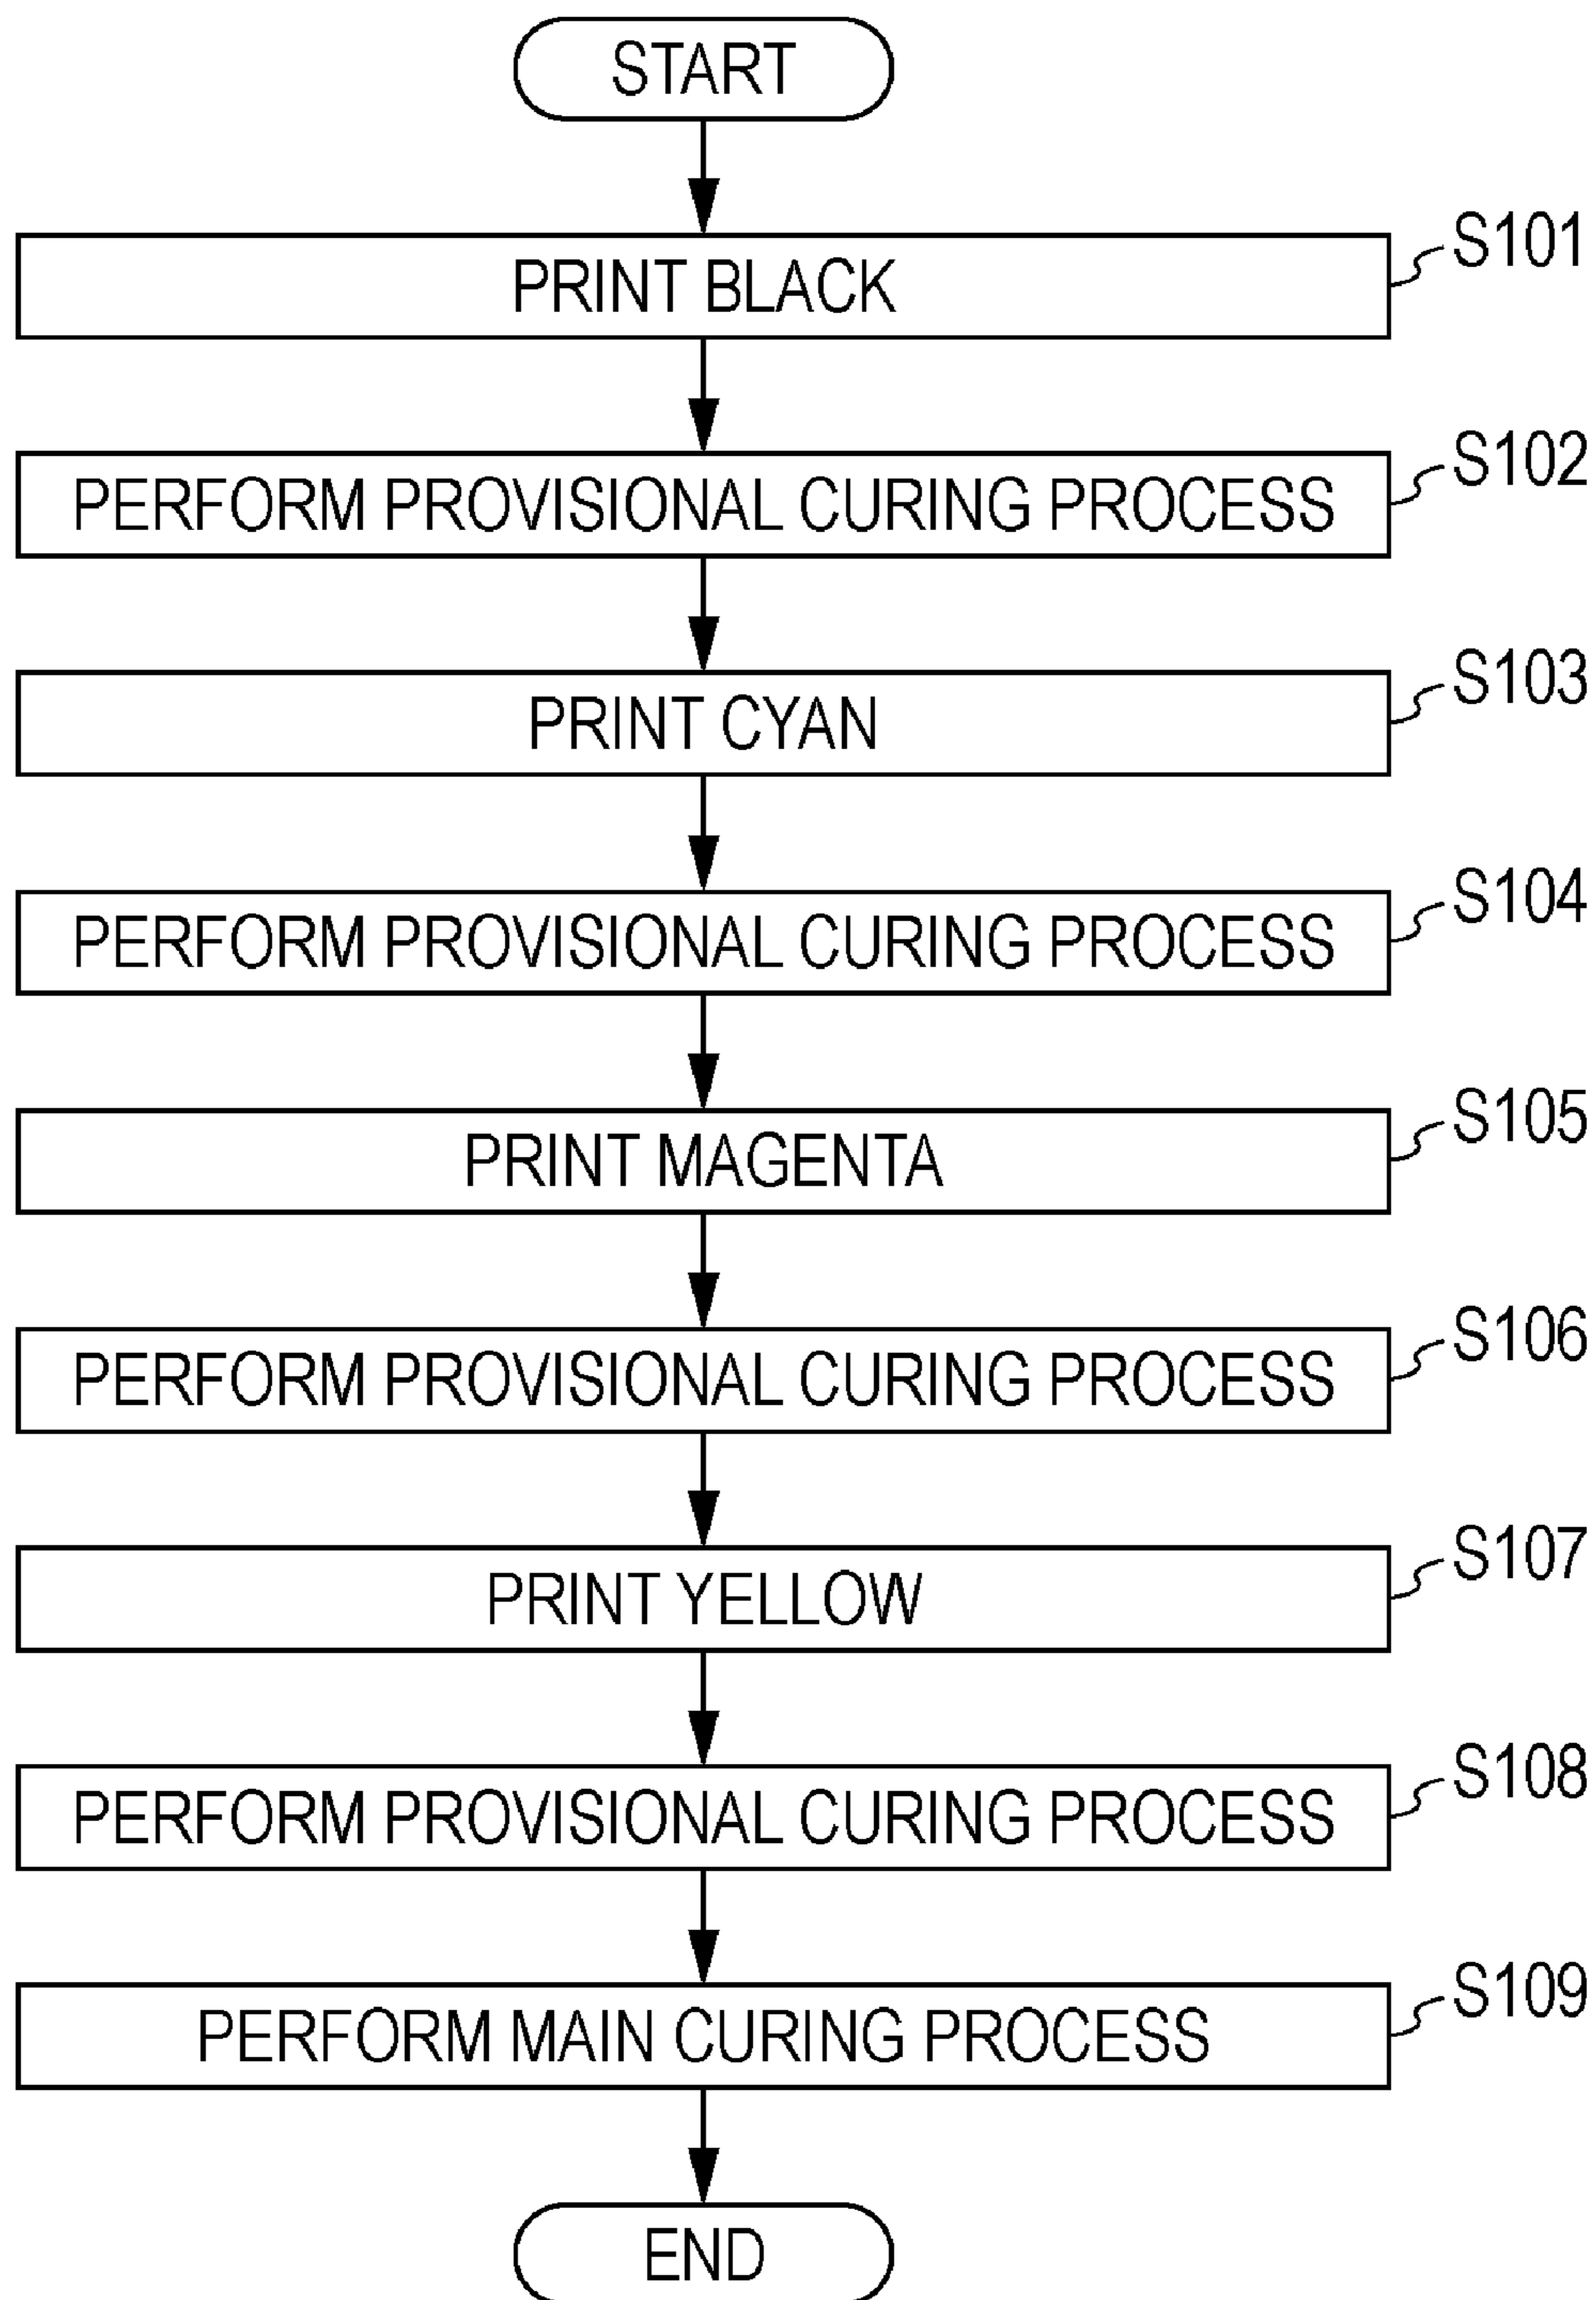 START
PRINT BLACK
S101
PERFORM PROVISIONAL CURING PROCESS
S102
PRINT CYAN
S103
PERFORM PROVISIONAL CURING PROCESS
S104
PRINT MAGENTA
S105
PERFORM PROVISIONAL CURING PROCESS
S106
PRINT YELLOW
S107
PERFORM PROVISIONAL CURING PROCESS
S108
PERFORM MAIN CURING PROCESS
S109
END